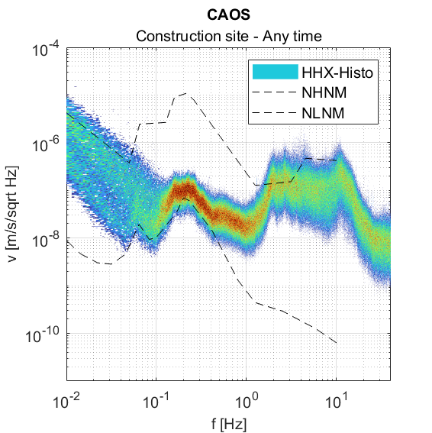 CAOS
Construction site - Any time
HHX-Histo
NHNM
NLNM
v [m/s/sqrt Hz]
10^-4
10^-6
10^-8
10^-10
10^-2 10^-1 10^0 10^1
f [Hz]